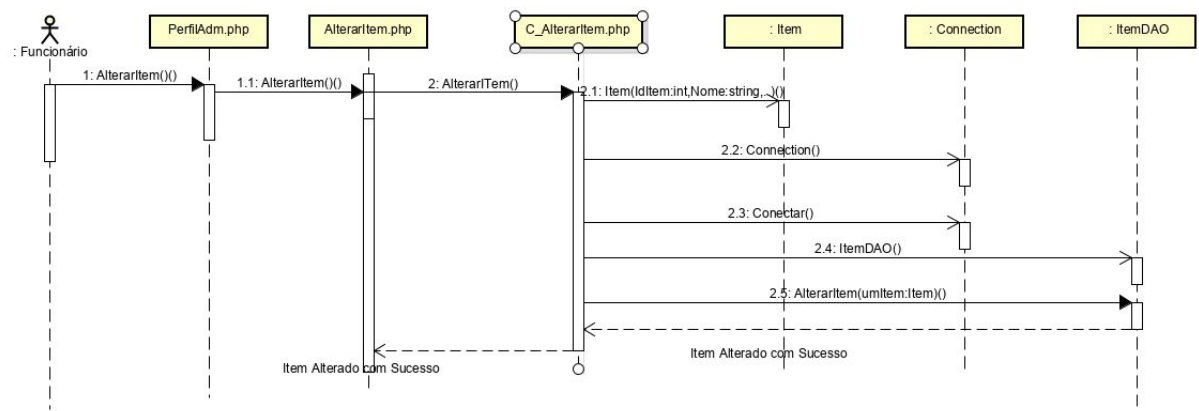 : Funcionário
PerfilAdm.php
AlterarItem.php
C_AlterarItem.php
: Item
: Connection
: ItemDAO
1: AlterarItem()()
1.1: AlterarItem()()
2: AlterarITem()
2.1: Item(IdItem:int,Nome:string,..)()
2.2: Connection()
2.3: Conectar()
2.4: ItemDAO()
2.5: AlterarItem(umItem:Item)()
Item Alterado com Sucesso
Item Alterado com Sucesso